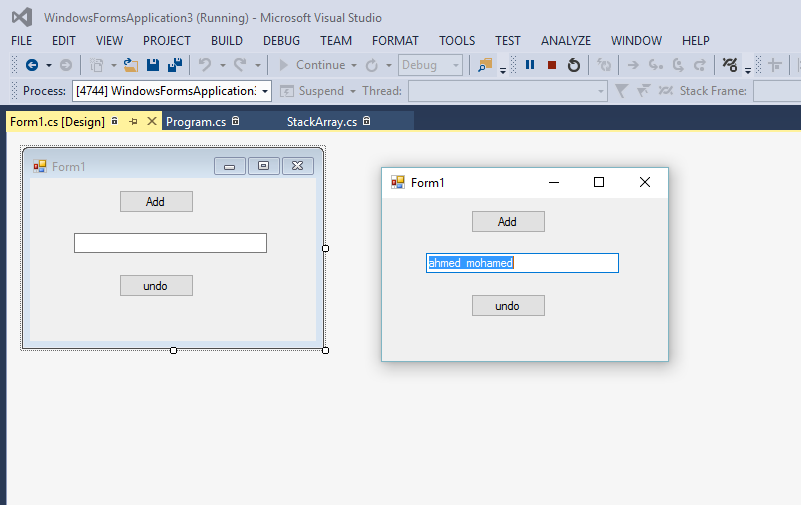 WindowsFormsApplication3 (Running) - Microsoft Visual Studio
FILE EDIT VIEW PROJECT BUILD DEBUG TEAM FORMAT TOOLS TEST ANALYZE WINDOW HELP
Continue Debug
Process: [4744] WindowsFormsApplication3 Suspend Thread: Stack Frame:
Form1.cs [Design] Program.cs StackArray.cs
Form1
Add
undo
Form1
Add
ahmed mohamed
undo